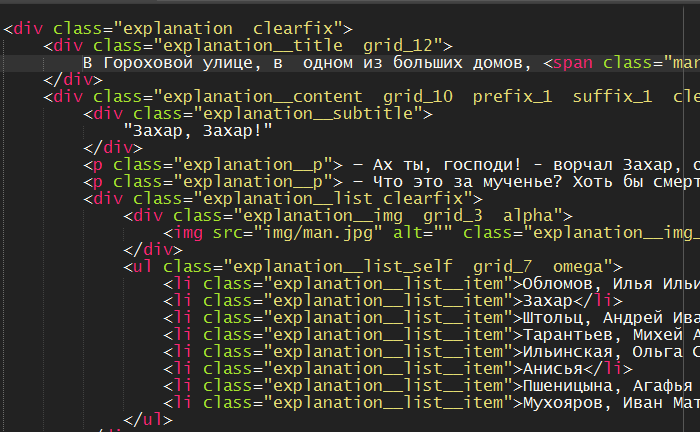 <div class="explanation  clearfix">
<div class="explanation__title  grid_12">
В Гороховой улице, в  одном из больших домов, <span class="man
</div>
<div class="explanation__content  grid_10  prefix_1  suffix_1  cle
<div class="explanation__subtitle">
"Захар, Захар!"
</div>
<p class="explanation__p"> — Ах ты, господи! - ворчал Захар, о
<p class="explanation__p"> — Что это за мученье? Хоть бы смерт
<div class="explanation__list clearfix">
<div class="explanation__img  grid_3  alpha">
<img src="img/man.jpg" alt="" class="explanation__img_
</div>
<ul class="explanation__list_self  grid_7  omega">
<li class="explanation__list__item">Обломов, Илья Ильи
<li class="explanation__list__item">Захар</li>
<li class="explanation__list__item">Штольц, Андрей Ива
<li class="explanation__list__item">Тарантьев, Михей А
<li class="explanation__list__item">Ильинская, Ольга С
<li class="explanation__list__item">Анисья</li>
<li class="explanation__list__item">Пшеницына, Агафья
<li class="explanation__list__item">Мухояров, Иван Мат
</ul>